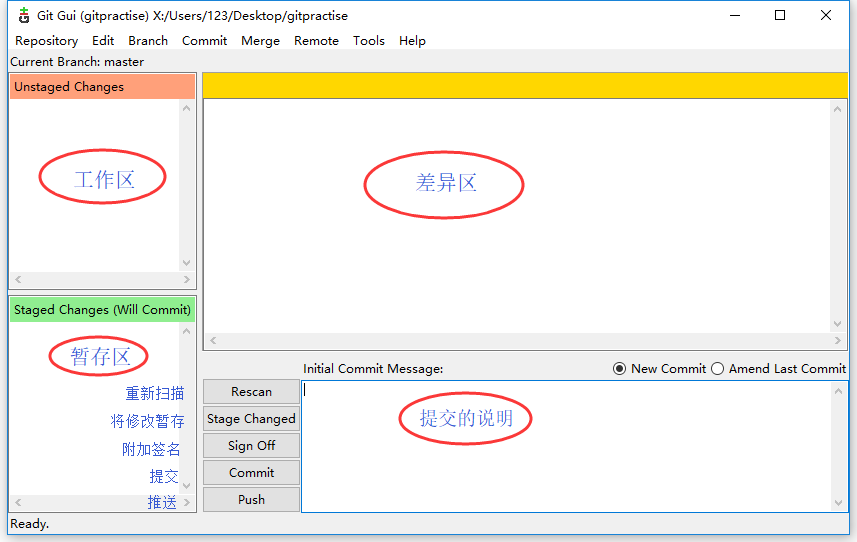 Git Gui (gitpractise) X:/Users/123/Desktop/gitpractise
Repository Edit Branch Commit Merge Remote Tools Help
Current Branch: master
Unstaged Changes
工作区
差异区
Staged Changes (Will Commit)
暂存区
Initial Commit Message: New Commit Amend Last Commit
重新扫描 Rescan
将修改暂存 Stage Changed
提交的说明
附加签名 Sign Off
提交 Commit
推送 Push
Ready.